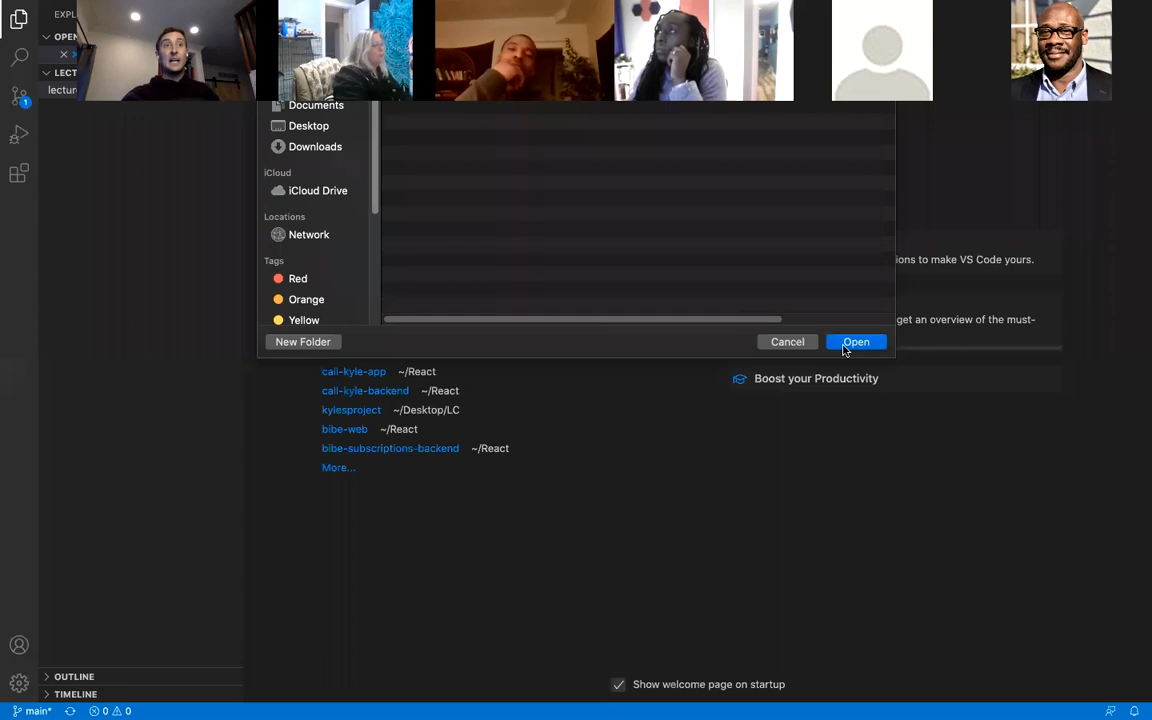 EXPL
OPEN
LECT
lectur
1
Documents
Desktop
Downloads
iCloud
iCloud Drive
Locations
Network
Tags
Red
Orange
Yellow
New Folder
Cancel
Open
ions to make VS Code yours.
get an overview of the must-
Boost your Productivity
call-kyle-app ~/React
call-kyle-backend ~/React
kylesproject ~/Desktop/LC
bibe-web ~/React
bibe-subscriptions-backend ~/React
More...
Show welcome page on startup
OUTLINE
TIMELINE
main* 0 0